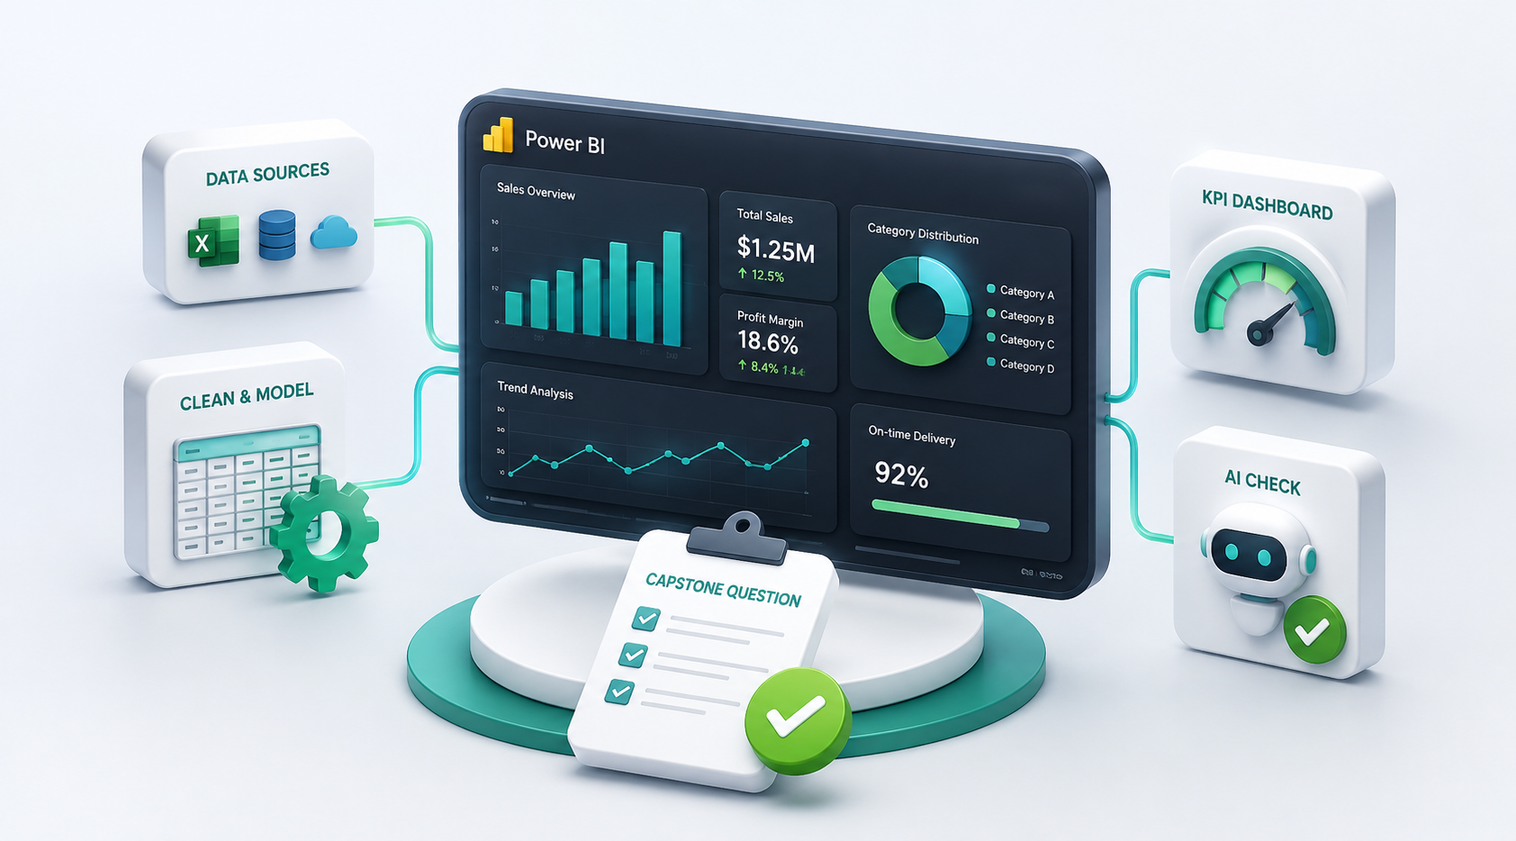 DATA SOURCES
X
CLEAN & MODEL
Power BI
Sales Overview
Total Sales
$1.25M
↑ 12.5%
Profit Margin
18.6%
↑ 8.4%
Category Distribution
Category A
Category B
Category C
Category D
Trend Analysis
On-time Delivery
92%
KPI DASHBOARD
AI CHECK
CAPSTONE QUESTION